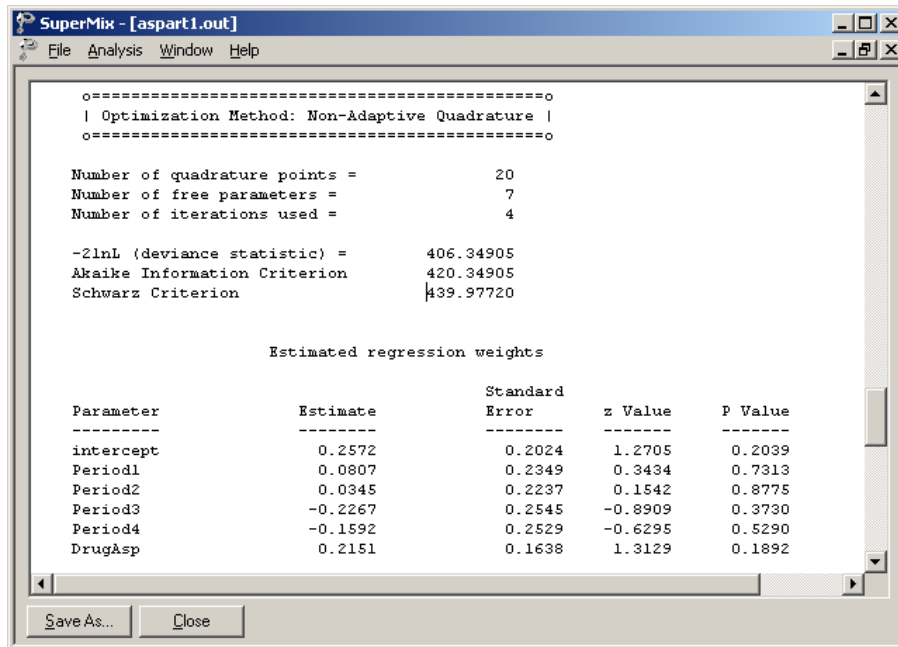 SuperMix - [aspart1.out]
File Analysis Window Help
o===============================================o
| Optimization Method: Non-Adaptive Quadrature |
o===============================================o
Number of quadrature points = 20
Number of free parameters = 7
Number of iterations used = 4
-2lnL (deviance statistic) = 406.34905
Akaike Information Criterion 420.34905
Schwarz Criterion 439.97720
Estimated regression weights
Standard
Parameter Estimate Error z Value P Value
--------- -------- -------- ------- -------
intercept 0.2572 0.2024 1.2705 0.2039
Period1 0.0807 0.2349 0.3434 0.7313
Period2 0.0345 0.2237 0.1542 0.8775
Period3 -0.2267 0.2545 -0.8909 0.3730
Period4 -0.1592 0.2529 -0.6295 0.5290
DrugAsp 0.2151 0.1638 1.3129 0.1892
Save As... Close